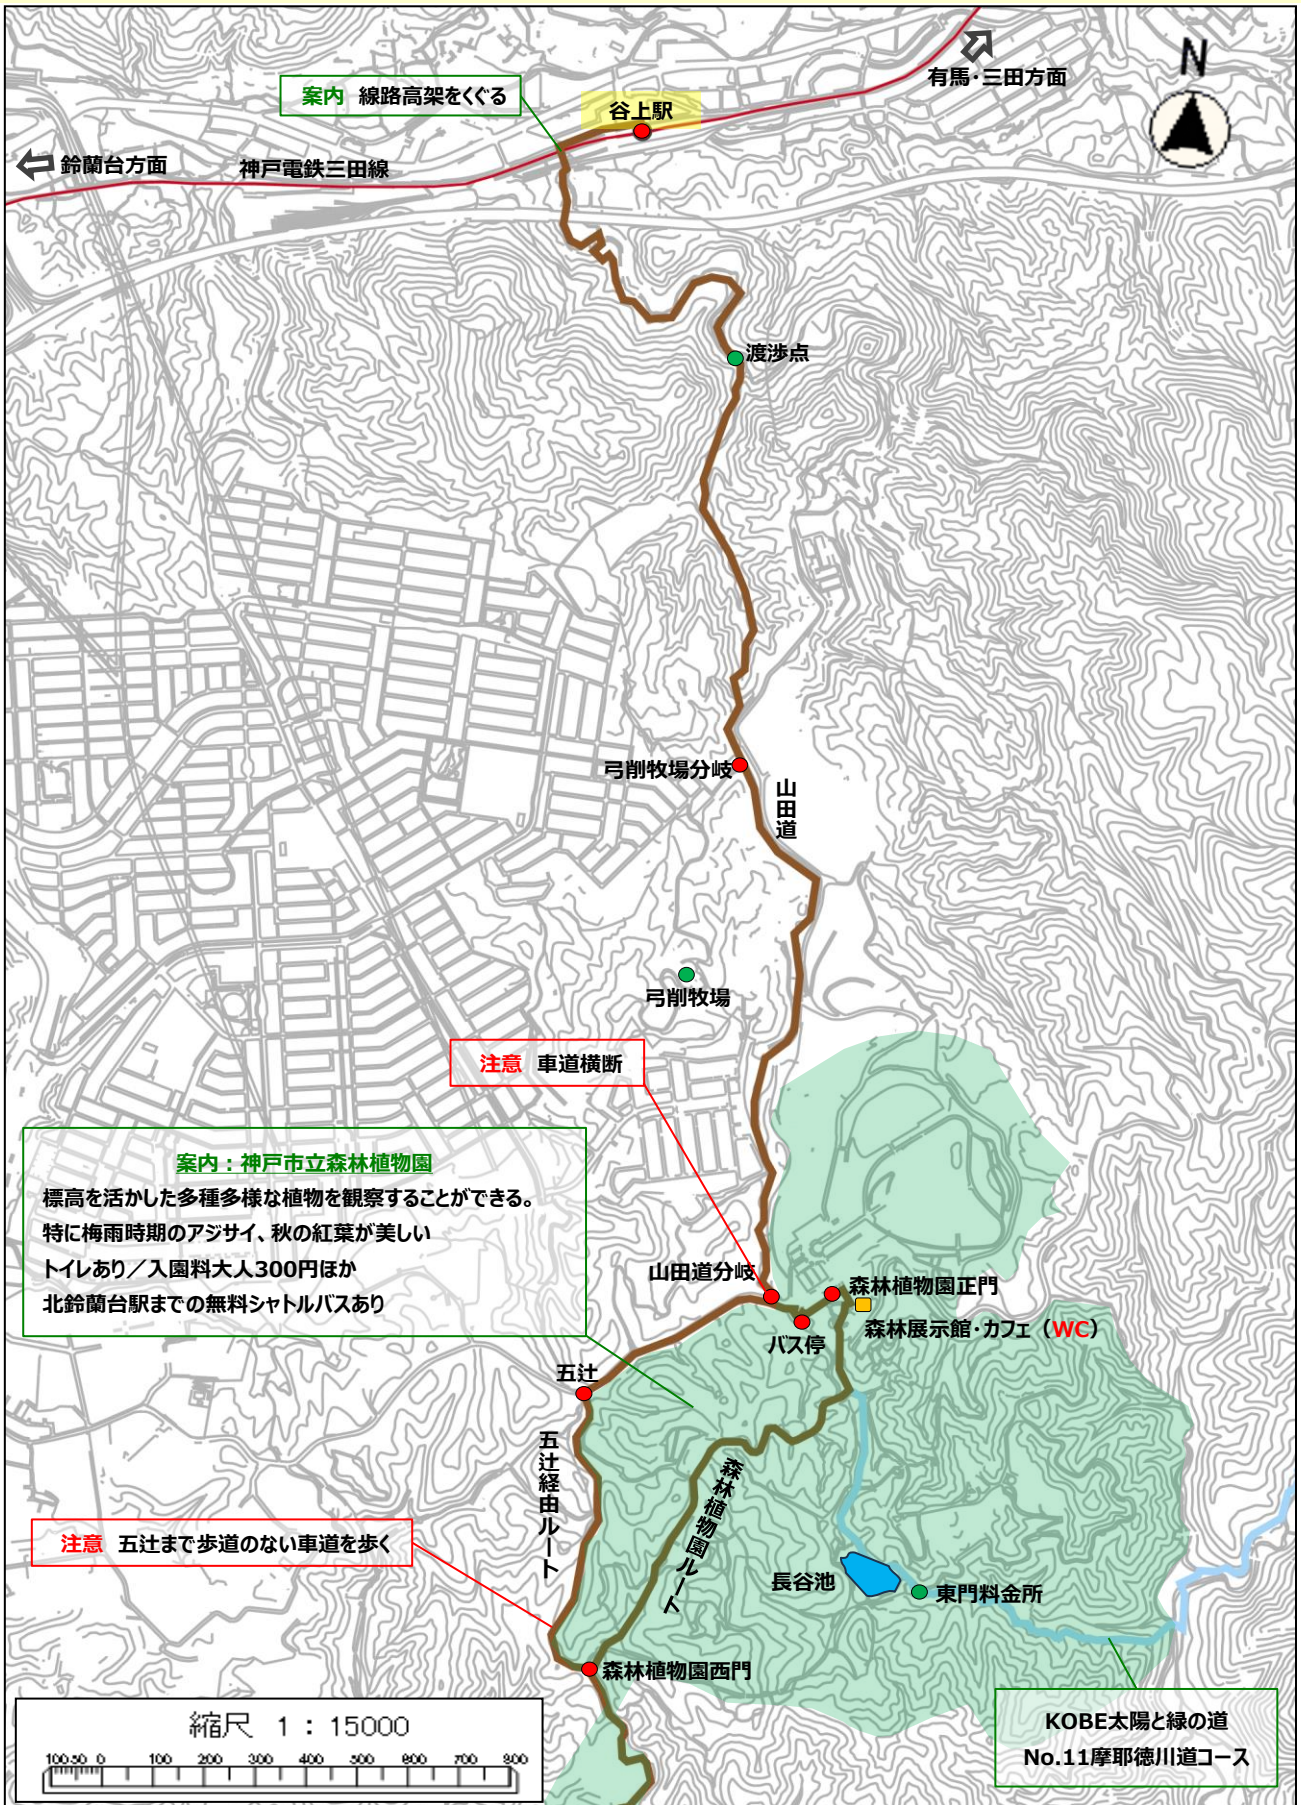 N
有馬・三田方面
案内 線路高架をくぐる
谷上駅
鈴蘭台方面
神戸電鉄三田線
渡渉点
弓削牧場分岐
山田道
弓削牧場
注意 車道横断
案内：神戸市立森林植物園
標高を活かした多種多様な植物を観察することができる。
特に梅雨時期のアジサイ、秋の紅葉が美しい
トイレあり／入園料大人300円ほか
北鈴蘭台駅までの無料シャトルバスあり
山田道分岐
森林植物園正門
森林展示館・カフェ（WC）
バス停
五辻
五辻経由ルート
森林植物園ルート
注意 五辻まで歩道のない車道を歩く
長谷池
東門料金所
森林植物園西門
KOBE太陽と緑の道
No.11摩耶徳川道コース
縮尺 1：15000
100 50 0 100 200 300 400 500 600 700 800